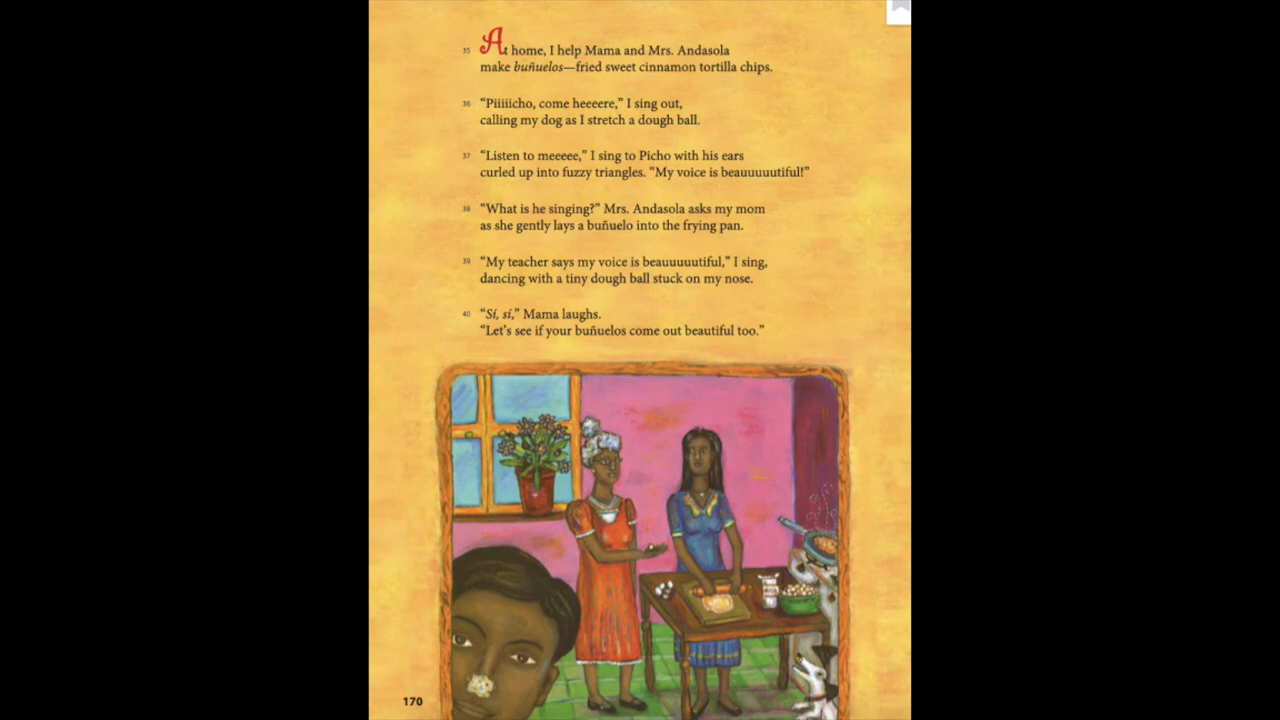 35 At home, I help Mama and Mrs. Andasola
make buñuelos—fried sweet cinnamon tortilla chips.
36 “Piiiiicho, come heeeere,” I sing out,
calling my dog as I stretch a dough ball.
37 “Listen to meeeee,” I sing to Picho with his ears
curled up into fuzzy triangles. “My voice is beauuuuutiful!”
38 “What is he singing?” Mrs. Andasola asks my mom
as she gently lays a buñuelo into the frying pan.
39 “My teacher says my voice is beauuuuutiful,” I sing,
dancing with a tiny dough ball stuck on my nose.
40 “Sí, sí,” Mama laughs.
“Let’s see if your buñuelos come out beautiful too.”
170